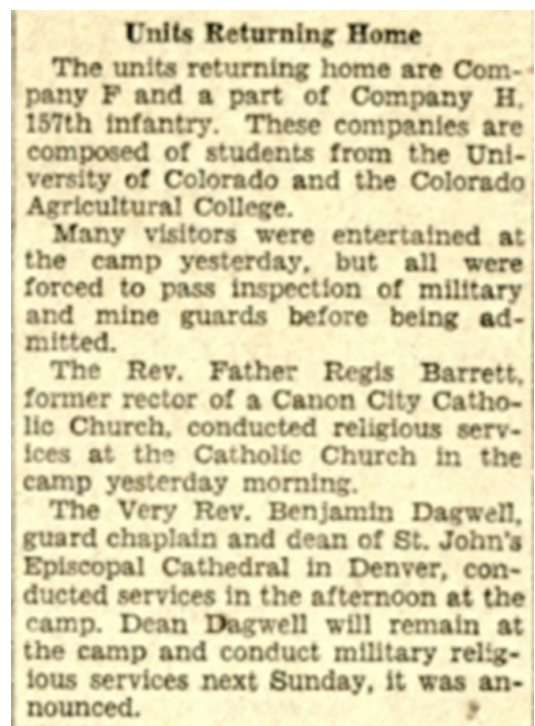 Units Returning Home
The units returning home are Com-
pany F and a part of Company H,
157th infantry. These companies are
composed of students from the Uni-
versity of Colorado and the Colorado
Agricultural College.
Many visitors were entertained at
the camp yesterday, but all were
forced to pass inspection of military
and mine guards before being ad-
mitted.
The Rev. Father Regis Barrett,
former rector of a Canon City Catho-
lic Church, conducted religious serv-
ices at the Catholic Church in the
camp yesterday morning.
The Very Rev. Benjamin Dagwell,
guard chaplain and dean of St. John's
Episcopal Cathedral in Denver, con-
ducted services in the afternoon at the
camp. Dean Dagwell will remain at
the camp and conduct military relig-
ious services next Sunday, it was an-
nounced.